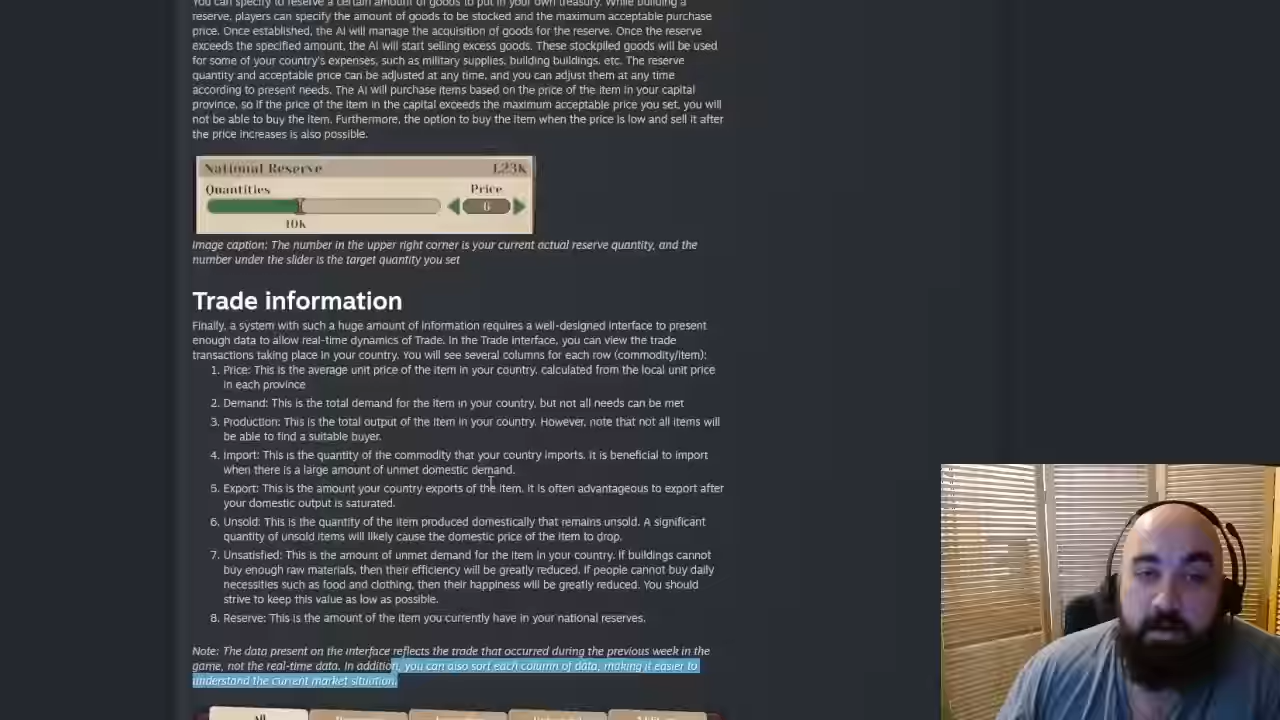 You can specify to reserve a certain amount of goods to put in your own treasury. While building a
reserve, players can specify the amount of goods to be stocked and the maximum acceptable purchase
price. Once established, the AI will manage the acquisition of goods for the reserve. Once the reserve
exceeds the specified amount, the AI will start selling excess goods. These stockpiled goods will be used
for some of your country's expenses, such as military supplies, building buildings, etc. The reserve
quantity and acceptable price can be adjusted at any time, and you can adjust them at any time
according to present needs. The AI will purchase items based on the price of the item in your capital
province, so if the price of the item in the capital exceeds the maximum acceptable price you set, you will
not be able to buy the item. Furthermore, the option to buy the item when the price is low and sell it after
the price increases is also possible.
National Reserve 1.23K
Quantities Price
6
10k
Image caption: The number in the upper right corner is your current actual reserve quantity, and the
number under the slider is the target quantity you set
Trade information
Finally, a system with such a huge amount of information requires a well-designed interface to present
enough data to allow real-time dynamics of Trade. In the Trade interface, you can view the trade
transactions taking place in your country. You will see several columns for each row (commodity/item):
1. Price: This is the average unit price of the item in your country, calculated from the local unit price
in each province
2. Demand: This is the total demand for the item in your country, but not all needs can be met
3. Production: This is the total output of the item in your country. However, note that not all items will
be able to find a suitable buyer.
4. Import: This is the quantity of the commodity that your country imports. It is beneficial to import
when there is a large amount of unmet domestic demand.
5. Export: This is the amount your country exports of the item. It is often advantageous to export after
your domestic output is saturated.
6. Unsold: This is the quantity of the item produced domestically that remains unsold. A significant
quantity of unsold items will likely cause the domestic price of the item to drop.
7. Unsatisfied: This is the amount of unmet demand for the item in your country. If buildings cannot
buy enough raw materials, then their efficiency will be greatly reduced. If people cannot buy daily
necessities such as food and clothing, then their happiness will be greatly reduced. You should
strive to keep this value as low as possible.
8. Reserve: This is the amount of the item you currently have in your national reserves.
Note: The data present on the interface reflects the trade that occurred during the previous week in the
game, not the real-time data. In addition, you can also sort each column of data, making it easier to
understand the current market situation.
All